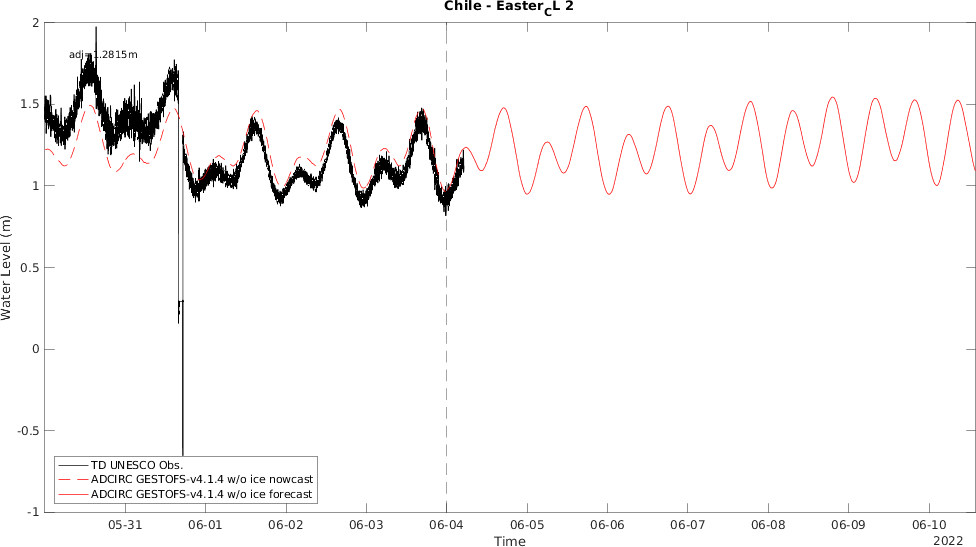 Chile - EasterCL 2
adj=1.2815m
Water Level (m)
2
1.5
1
0.5
0
-0.5
-1
TD UNESCO Obs.
ADCIRC GESTOFS-v4.1.4 w/o ice nowcast
ADCIRC GESTOFS-v4.1.4 w/o ice forecast
05-31 06-01 06-02 06-03 06-04 06-05 06-06 06-07 06-08 06-09 06-10
Time
2022